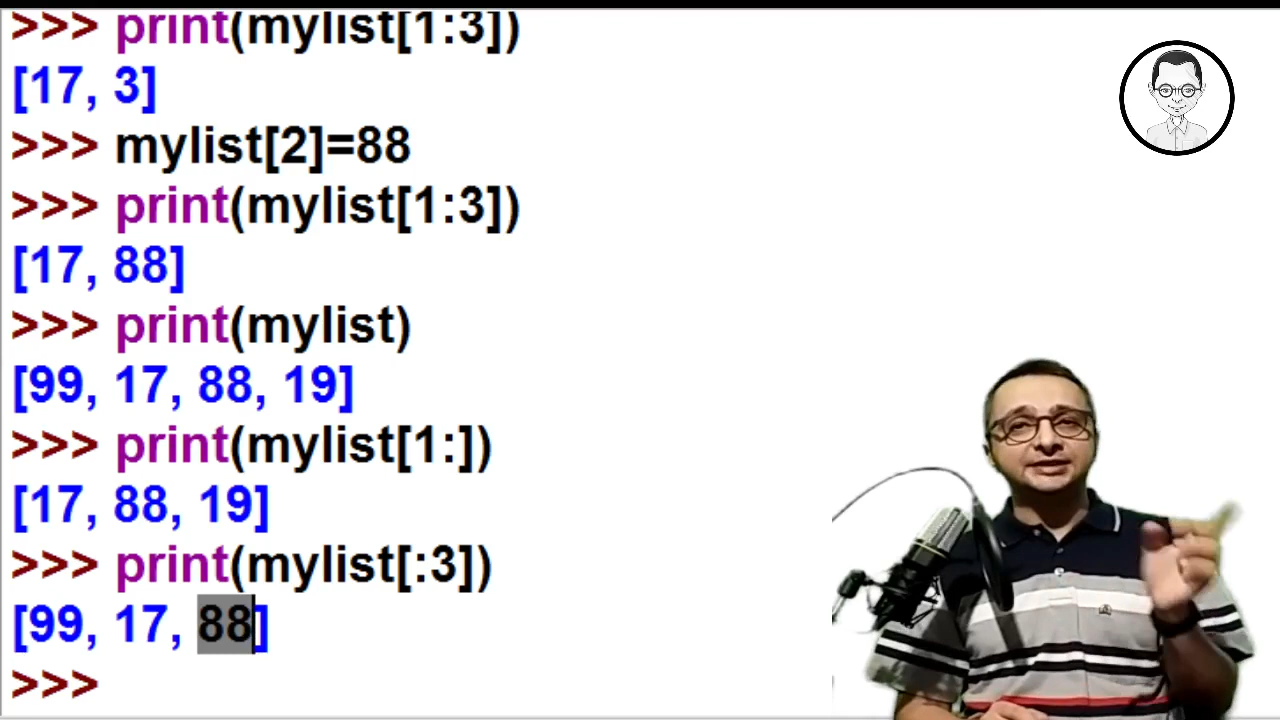 >>> print(mylist[1:3])
[17, 3]
>>> mylist[2]=88
>>> print(mylist[1:3])
[17, 88]
>>> print(mylist)
[99, 17, 88, 19]
>>> print(mylist[1:])
[17, 88, 19]
>>> print(mylist[:3])
[99, 17, 88]
>>>